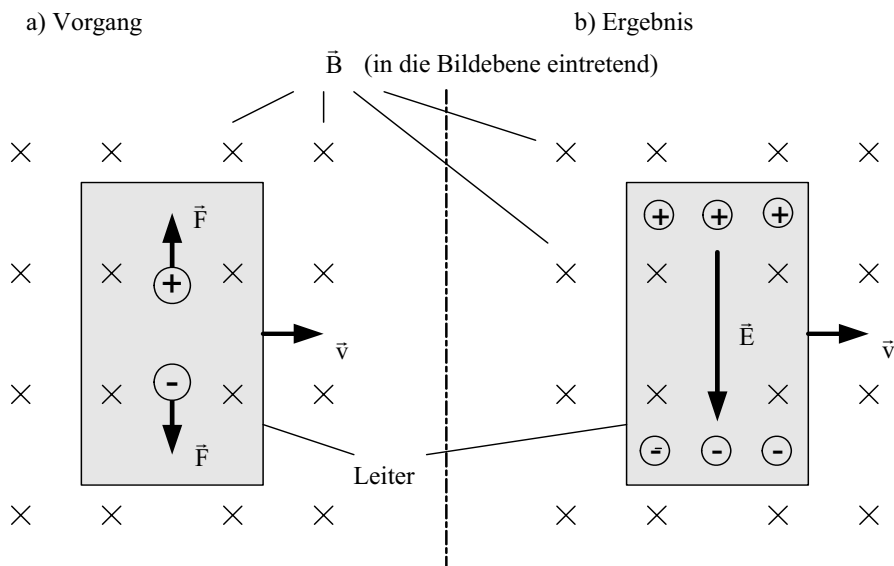 a) Vorgang
b) Ergebnis
B⃗ (in die Bildebene eintretend)
F⃗
+
-
F⃗
v⃗
Leiter
+ + +
E⃗
v⃗
- - -